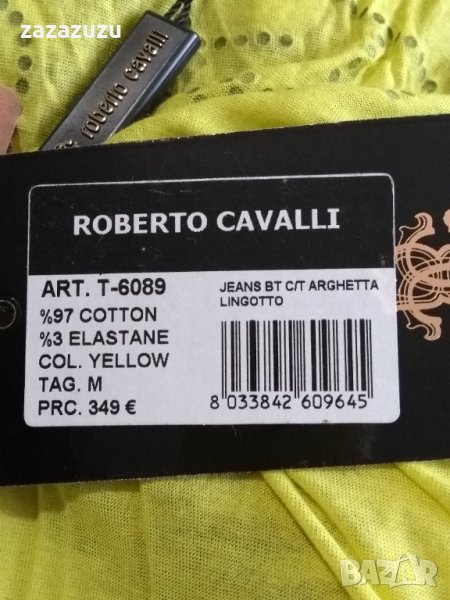 zazazuzu
roberto cavalli
ROBERTO CAVALLI
ART. T-6089
%97 COTTON
%3 ELASTANE
COL. YELLOW
TAG. M
PRC. 349 €
JEANS BT C/T ARGHETTA
LINGOTTO
8 033842 609645
BAZAR